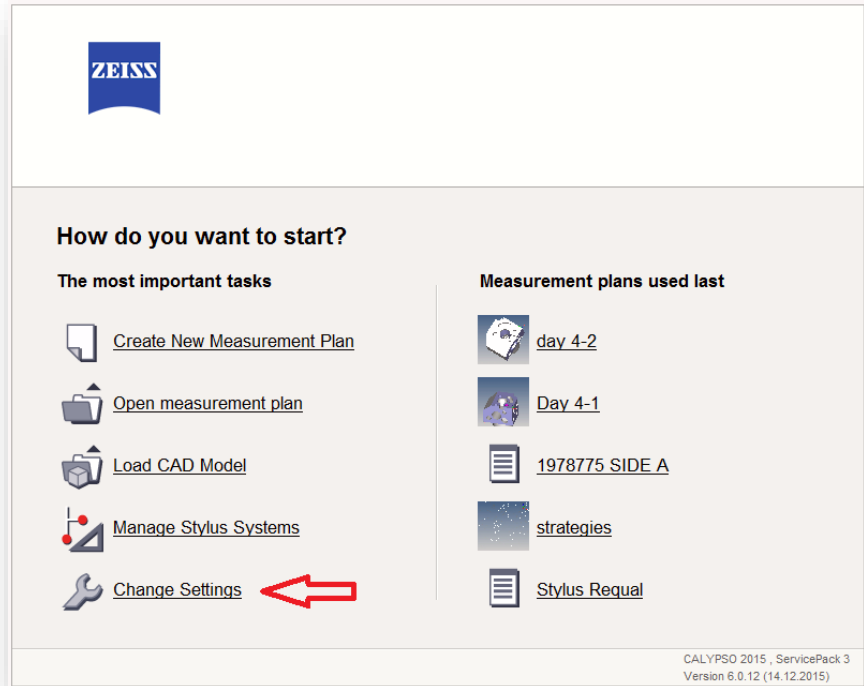 ZEISS
How do you want to start?
The most important tasks
Create New Measurement Plan
Open measurement plan
Load CAD Model
Manage Stylus Systems
Change Settings
Measurement plans used last
day 4-2
Day 4-1
1978775 SIDE A
strategies
Stylus Requal
CALYPSO 2015 , ServicePack 3
Version 6.0.12 (14.12.2015)